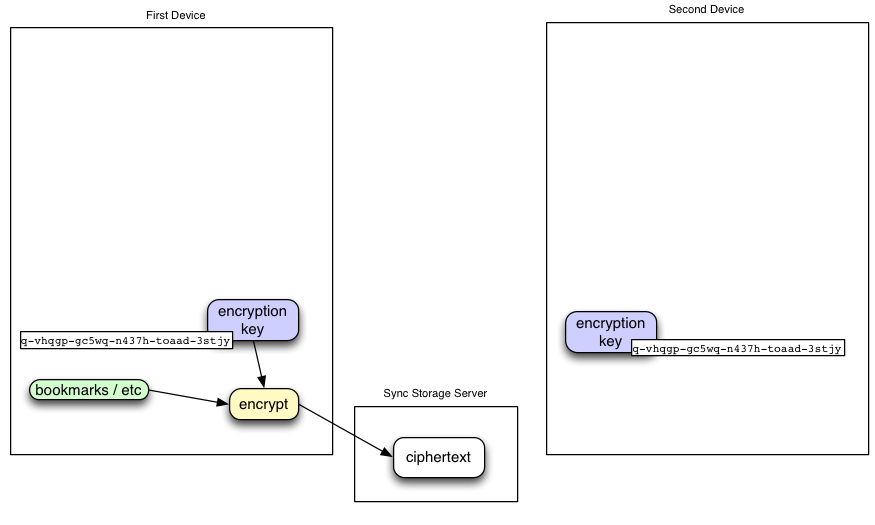 First Device
Second Device
encryption
key
q-vhqgp-gc5wq-n437h-toaad-3stjy
bookmarks / etc
encrypt
Sync Storage Server
ciphertext
encryption
key
q-vhqgp-gc5wq-n437h-toaad-3stjy